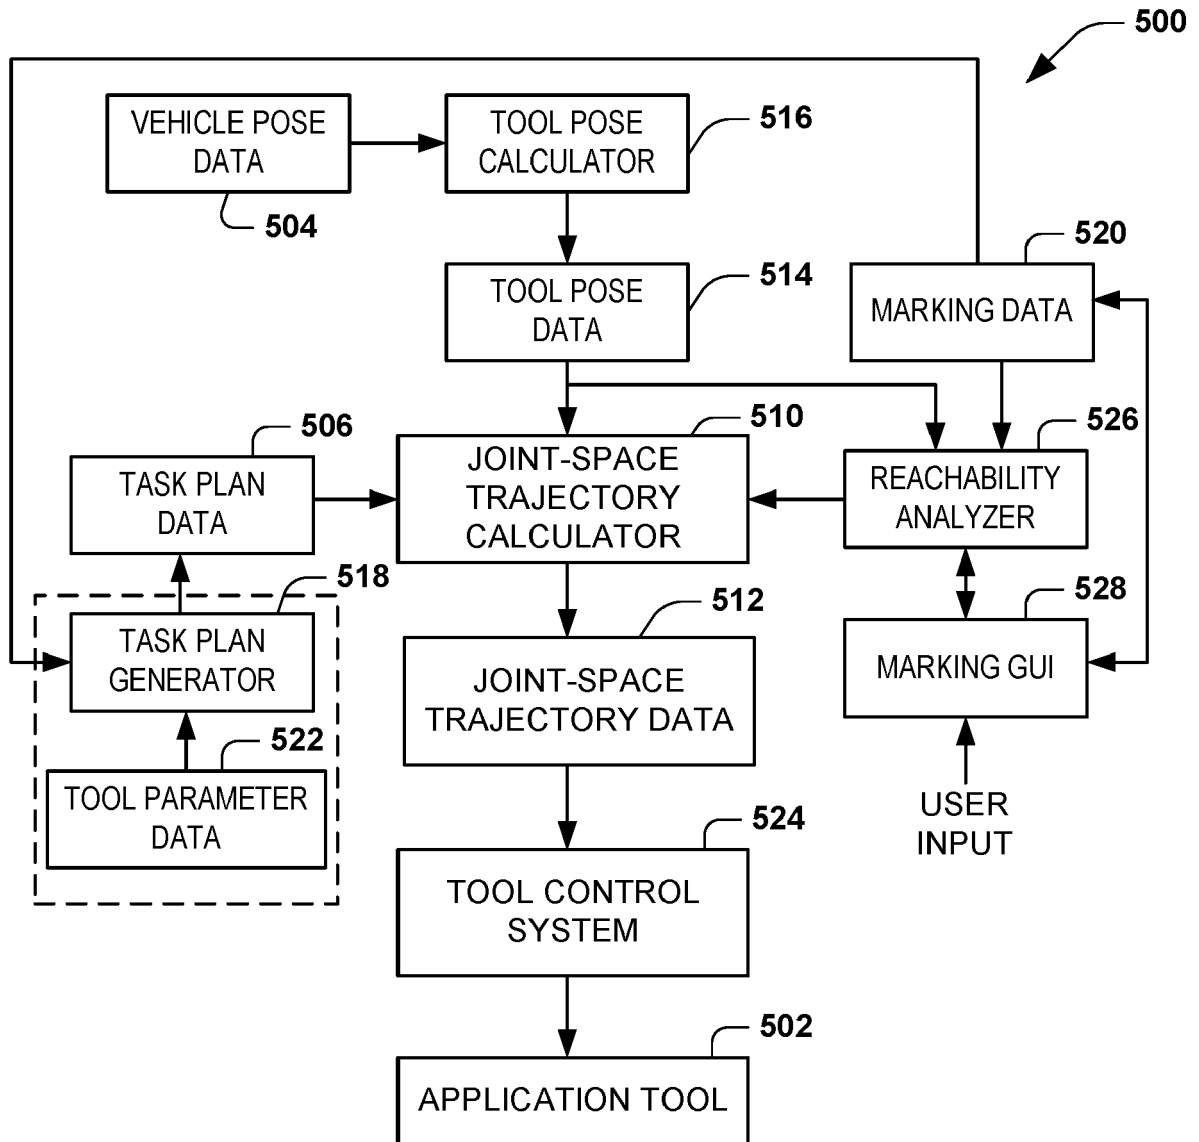 500
VEHICLE POSE
DATA
504
TOOL POSE
CALCULATOR
516
TOOL POSE
DATA
514
520
MARKING DATA
506
TASK PLAN
DATA
510
JOINT-SPACE
TRAJECTORY
CALCULATOR
526
REACHABILITY
ANALYZER
518
TASK PLAN
GENERATOR
512
JOINT-SPACE
TRAJECTORY DATA
528
MARKING GUI
522
TOOL PARAMETER
DATA
USER
INPUT
524
TOOL CONTROL
SYSTEM
502
APPLICATION TOOL